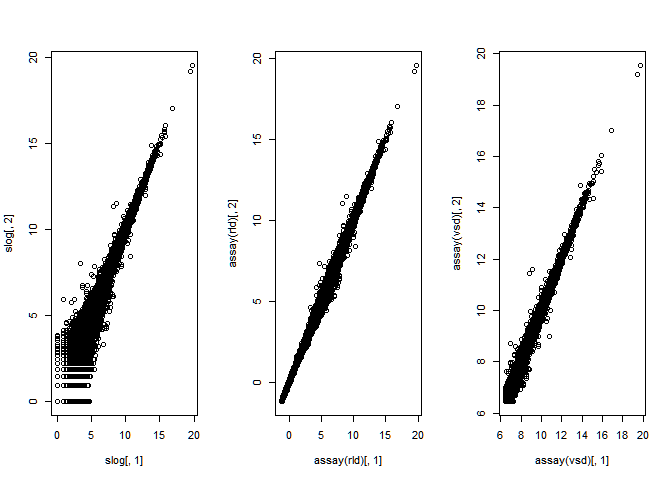 slog[, 2]
0 5 10 15 20
0 5 10 15 20
slog[, 1]
assay(rld)[, 2]
0 5 10 15 20
0 5 10 15 20
assay(rld)[, 1]
assay(vsd)[, 2]
6 8 10 12 14 16 18 20
6 8 10 12 14 16 18 20
assay(vsd)[, 1]